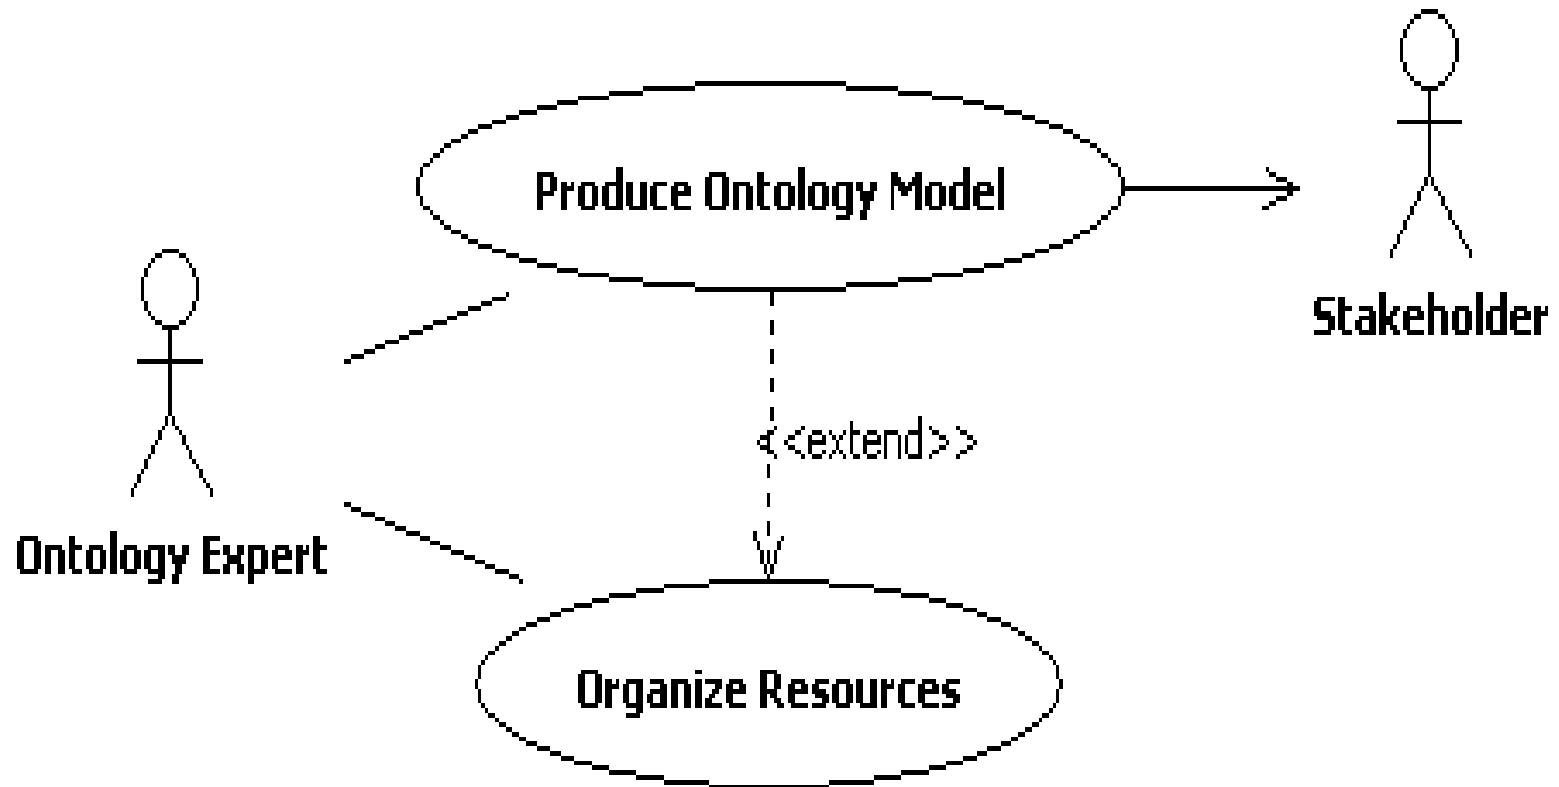 Produce Ontology Model
Stakeholder
<<extend>>
Ontology Expert
Organize Resources